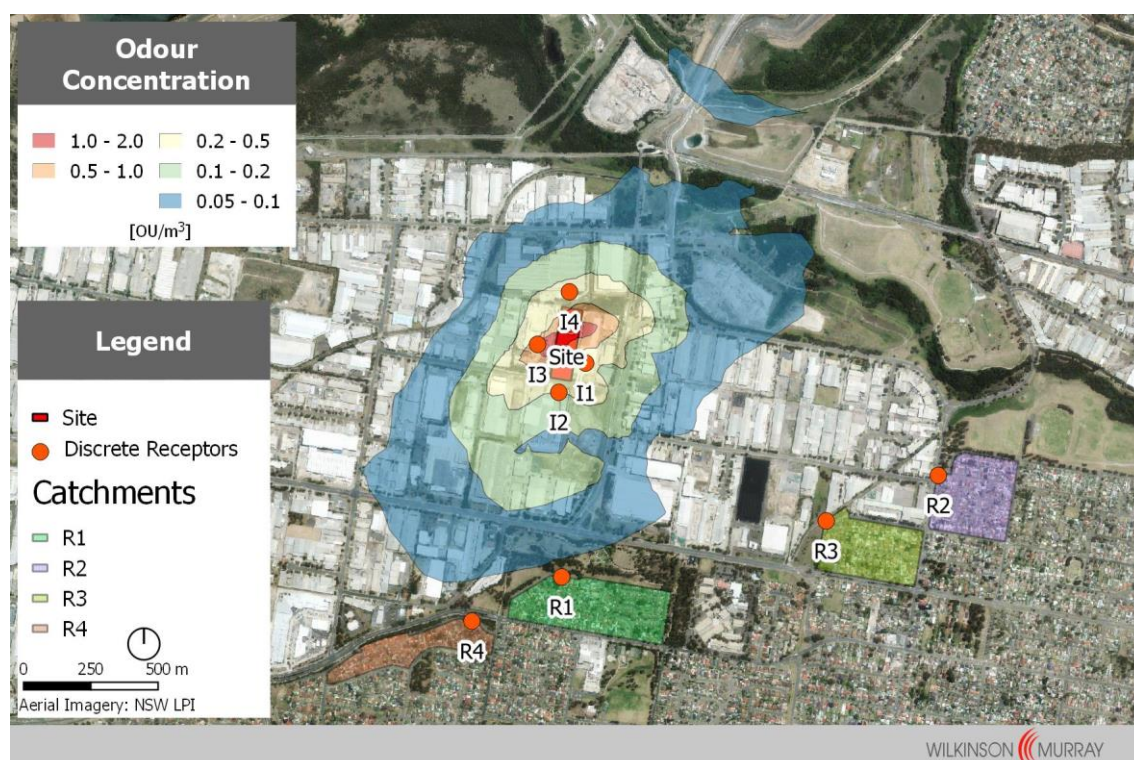 Odour
Concentration
1.0 - 2.0 0.2 - 0.5
0.5 - 1.0 0.1 - 0.2
0.05 - 0.1
[OU/m³]
Legend
Site
Discrete Receptors
Catchments
R1
R2
R3
R4
0 250 500 m
Aerial Imagery: NSW LPI
I4
Site
I3
I1
I2
R2
R3
R1
R4
WILKINSON MURRAY